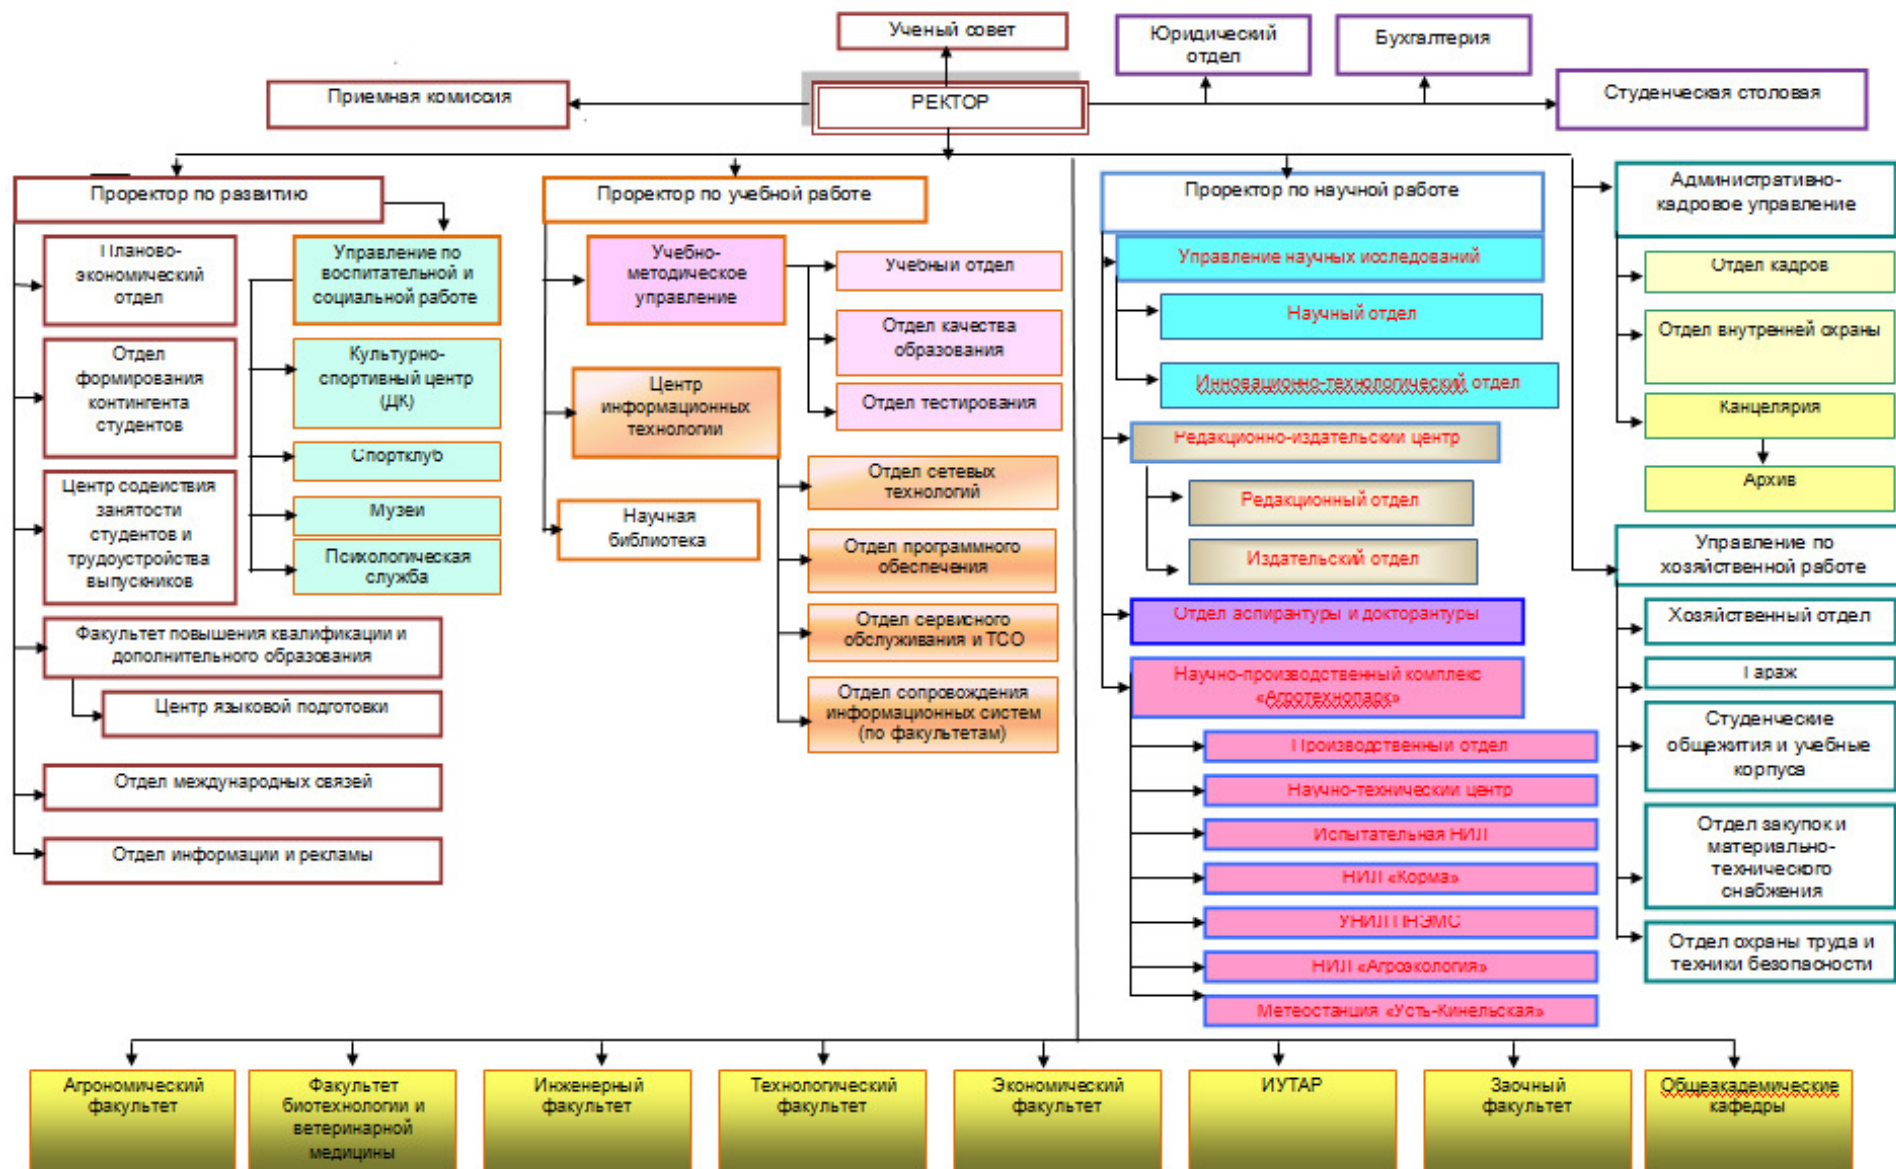 Ученый совет
Юридический
отдел
Бухгалтерия
Приемная комиссия
РЕКТОР
Студенческая столовая
Проректор по развитию
Планово-
экономический
отдел
Отдел
формирования
контингента
студентов
Центр содействия
занятости
студентов и
трудоустройства
выпускников
Факультет повышения квалификации и
дополнительного образования
Центр языковой подготовки
Отдел международных связей
Отдел информации и рекламы
Управление по
воспитательной и
социальной работе
Культурно-
спортивный центр
(ДК)
Спортклуб
Музей
Психологическая
служба
Проректор по учебной работе
Учебно-
методическое
управление
Учебный отдел
Отдел качества
образования
Отдел тестирования
Центр
информационных
технологии
Отдел сетевых
технологий
Отдел программного
обеспечения
Отдел сервисного
обслуживания и ТСО
Отдел сопровождения
информационных систем
(по факультетам)
Научная
библиотека
Проректор по научной работе
Управление научных исследований
Научный отдел
Инновационно-технологический отдел
Редакционно-издательский центр
Редакционный отдел
Издательский отдел
Отдел аспирантуры и докторантуры
Научно-производственный комплекс
«Агротехнопарк»
Производственный отдел
Научно-технический центр
Испытательная НИЛ
НИЛ «Корма»
УНИЛ ПНЭМС
НИЛ «Агроэкология»
Метеостанция «Усть-Кинельская»
Административно-
кадровое управление
Отдел кадров
Отдел внутренней охраны
Канцелярия
Архив
Управление по
хозяйственной работе
Хозяйственный отдел
Гараж
Студенческие
общежития и учебные
корпуса
Отдел закупок и
материально-
технического
снабжения
Отдел охраны труда и
техники безопасности
Агрономический
факультет
Факультет
биотехнологии и
ветеринарной
медицины
Инженерный
факультет
Технологический
факультет
Экономический
факультет
ИУТАР
Заочный
факультет
Общеакадемические
кафедры